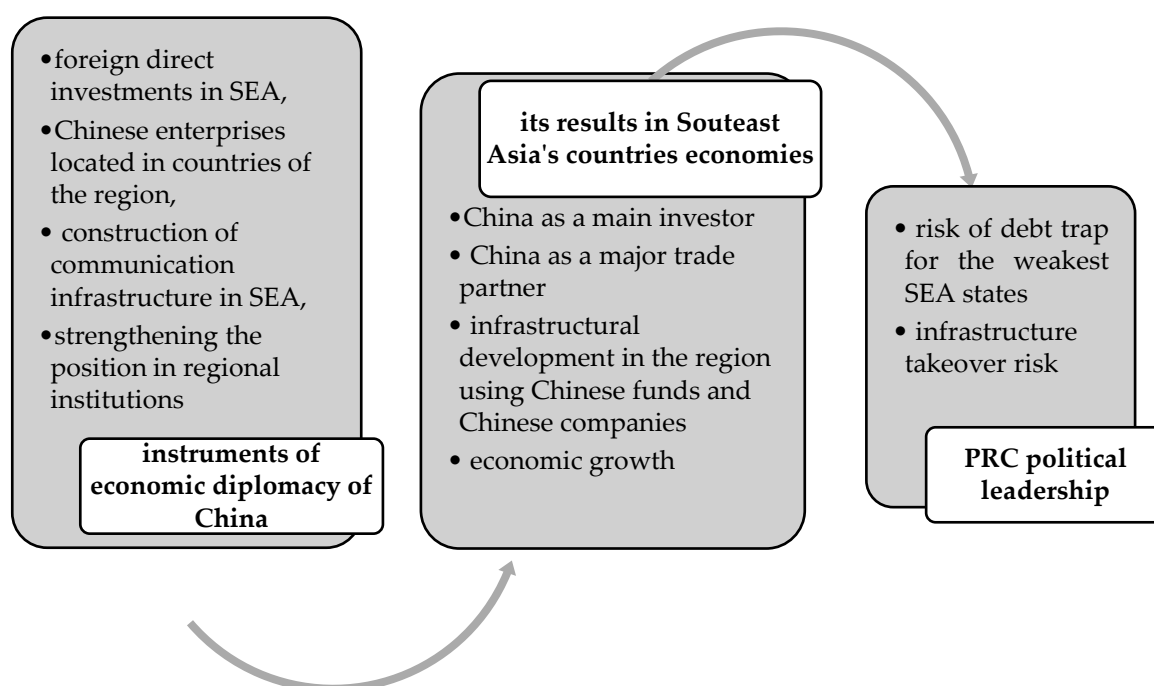 •foreign direct
investments in SEA,
•Chinese enterprises
located in countries of
the region,
• construction of
communication
infrastructure in SEA,
•strengthening the
position in regional
institutions
instruments of
economic diplomacy of
China
its results in Souteast
Asia's countries economies
•China as a main investor
• China as a major trade
partner
• infrastructural
development in the region
using Chinese funds and
Chinese companies
• economic growth
• risk of debt trap
for the weakest
SEA states
• infrastructure
takeover risk
PRC political
leadership